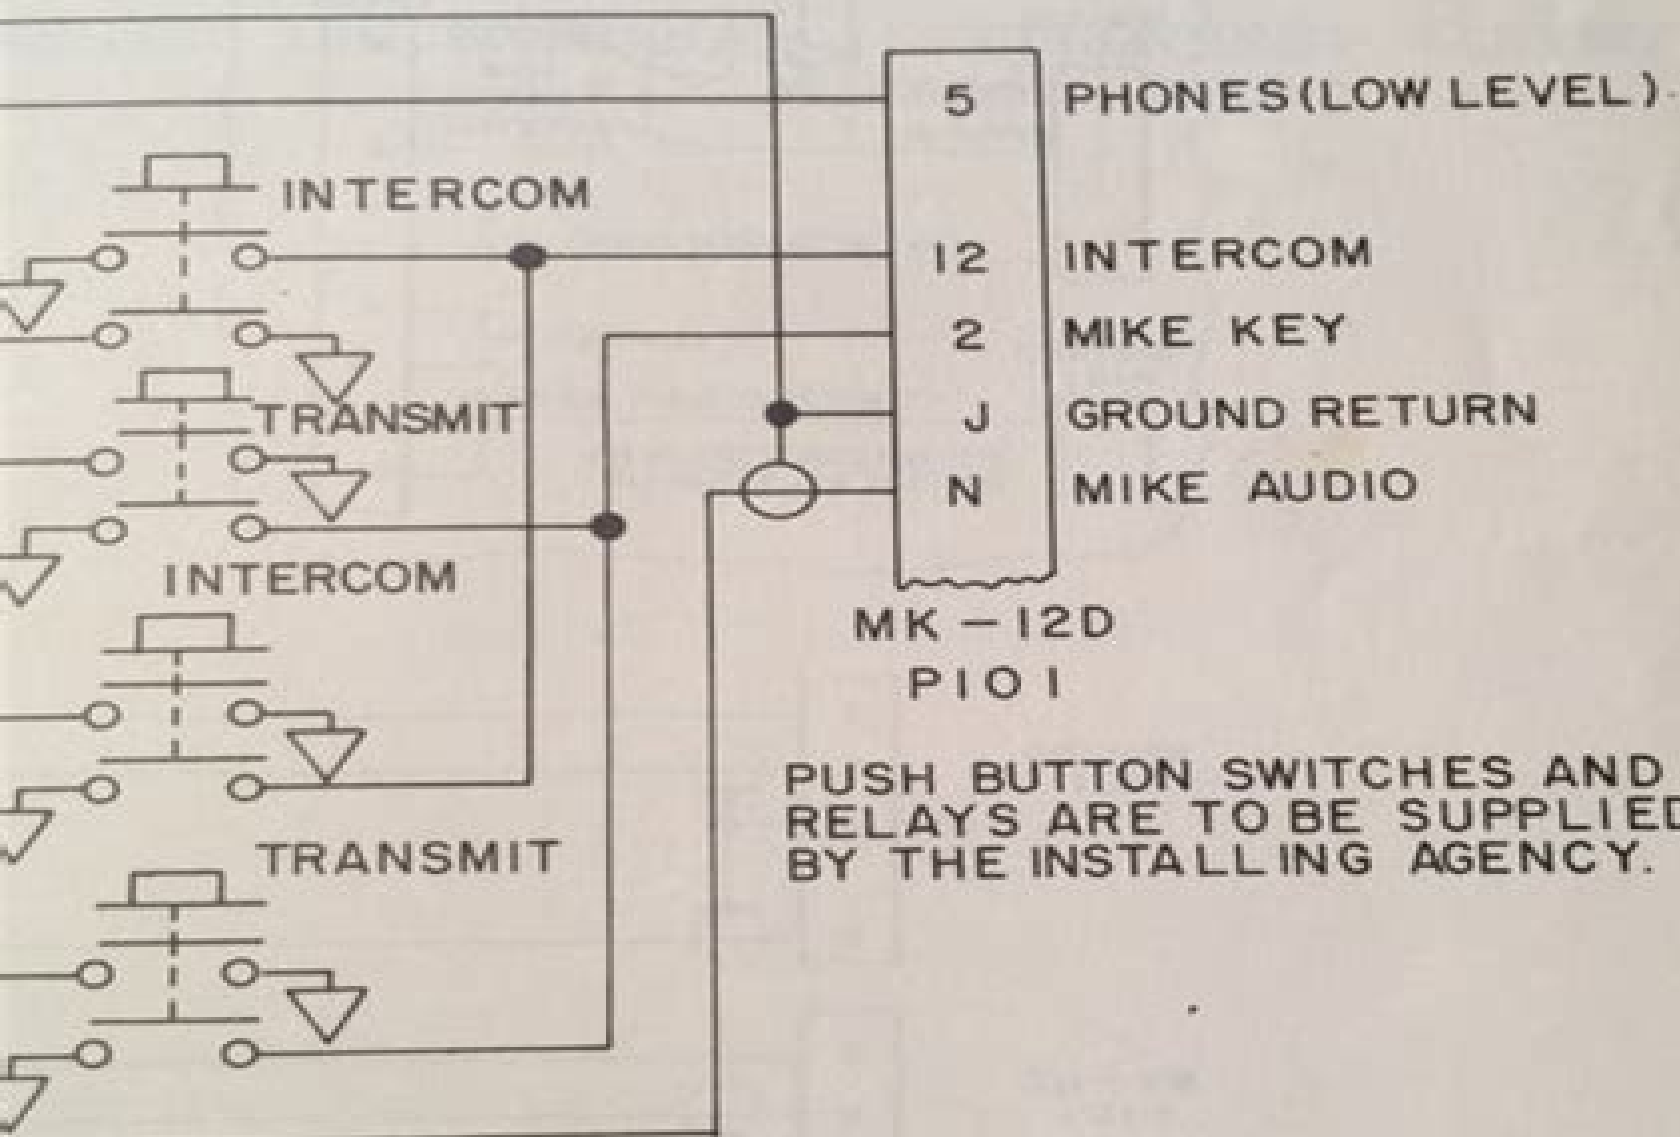 5 PHONES (LOW LEVEL)
INTERCOM
12 INTERCOM
2 MIKE KEY
TRANSMIT
J GROUND RETURN
N MIKE AUDIO
INTERCOM
MK-12D
P101
PUSH BUTTON SWITCHES AND
RELAYS ARE TO BE SUPPLIED
BY THE INSTALLING AGENCY.
TRANSMIT